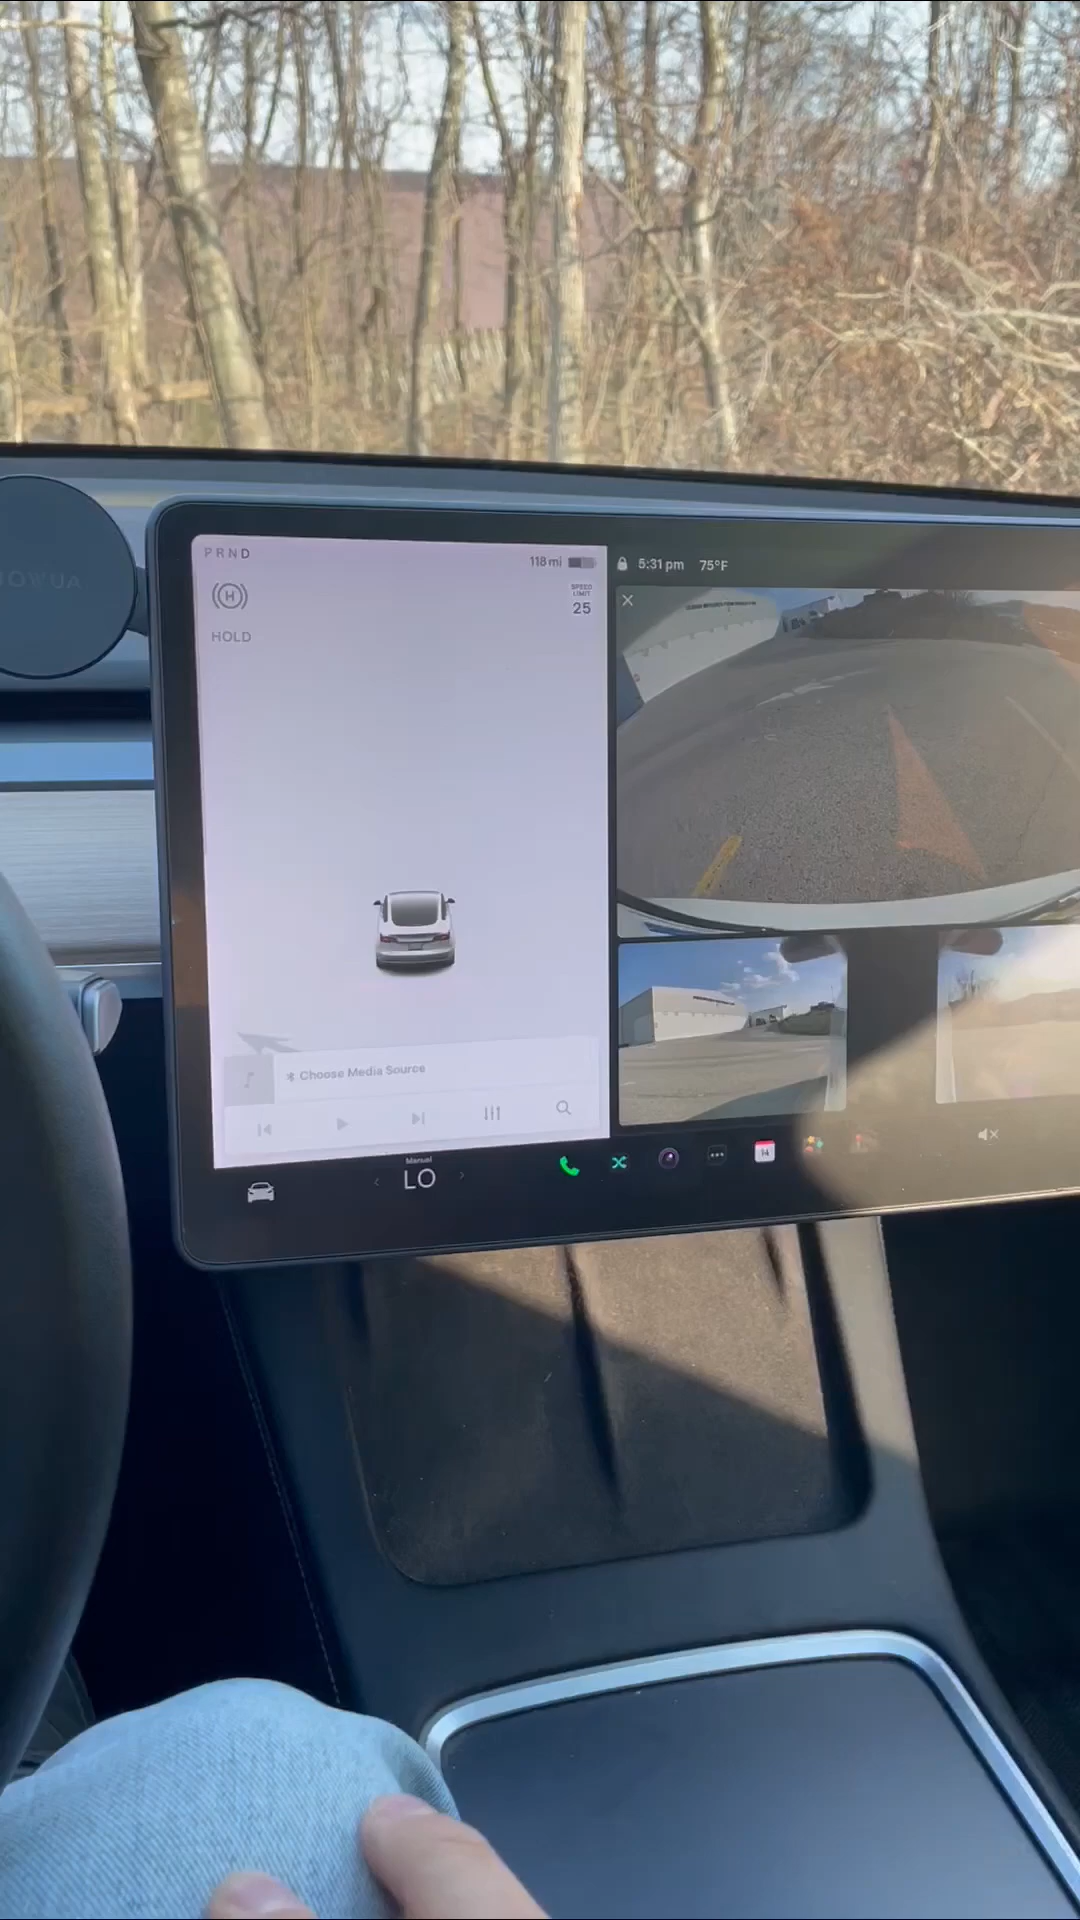 PRND
118 mi
5:31 pm 75°F
H
SPEED
LIMIT
25
HOLD
Choose Media Source
Manual
LO
14